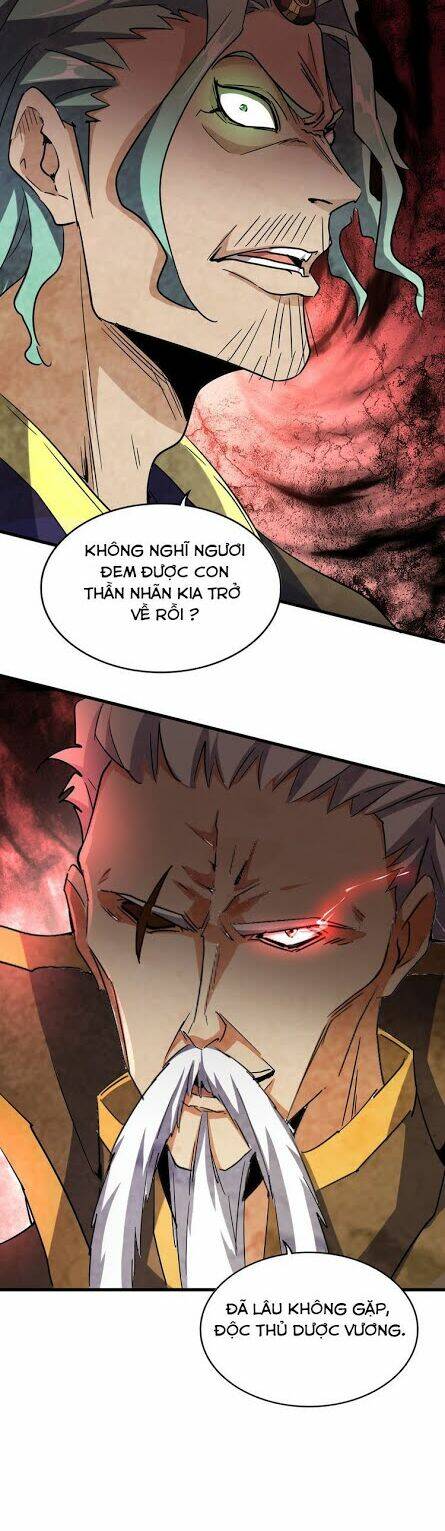 KHÔNG NGHĨ NGƯƠI
ĐEM ĐƯỢC CON
THẦN NHÃN KIA TRỞ
VỀ RỒI ?
ĐÃ LÂU KHÔNG GẶP,
ĐỘC THỦ DƯỢC VƯƠNG.